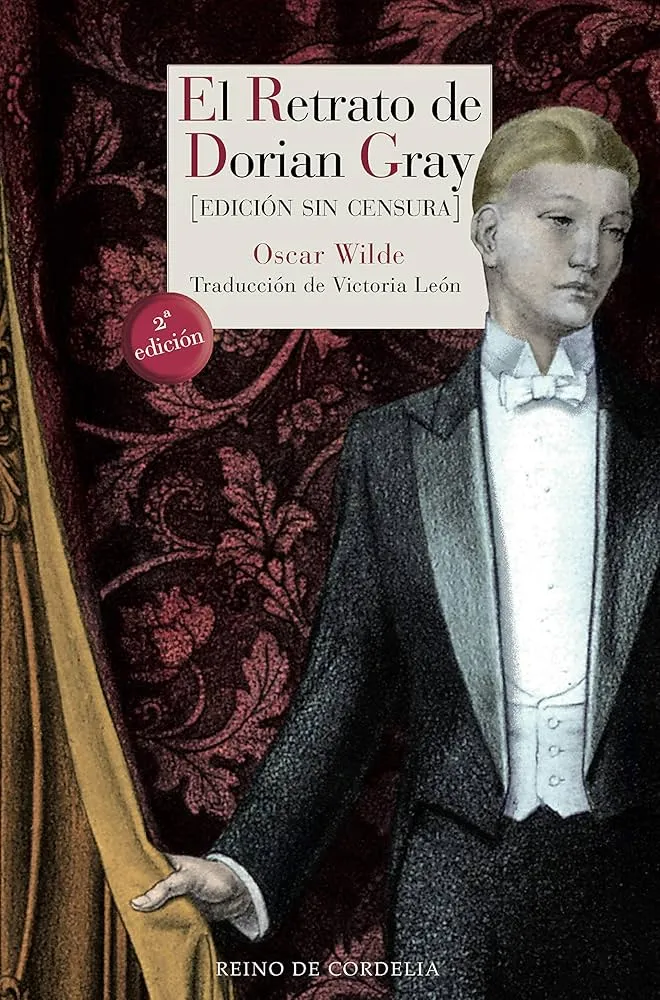 El Retrato de
Dorian Gray
[EDICIÓN SIN CENSURA]
Oscar Wilde
Traducción de Victoria León
2ª
edición
REINO DE CORDELIA